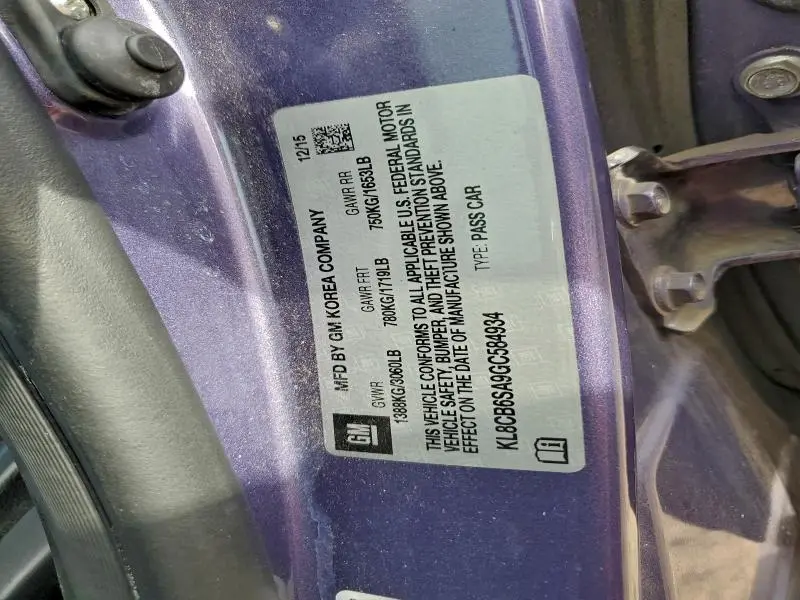 MFD BY GM KOREA COMPANY 12/15
GM
GVWR GAWR FRT GAWR RR
1388KG/3060LB 780KG/1719LB 750KG/1653LB
THIS VEHICLE CONFORMS TO ALL APPLICABLE U.S. FEDERAL MOTOR
VEHICLE SAFETY, BUMPER, AND THEFT PREVENTION STANDARDS IN
EFFECT ON THE DATE OF MANUFACTURE SHOWN ABOVE.
KL8CB6SA9GC584934 TYPE: PASS CAR